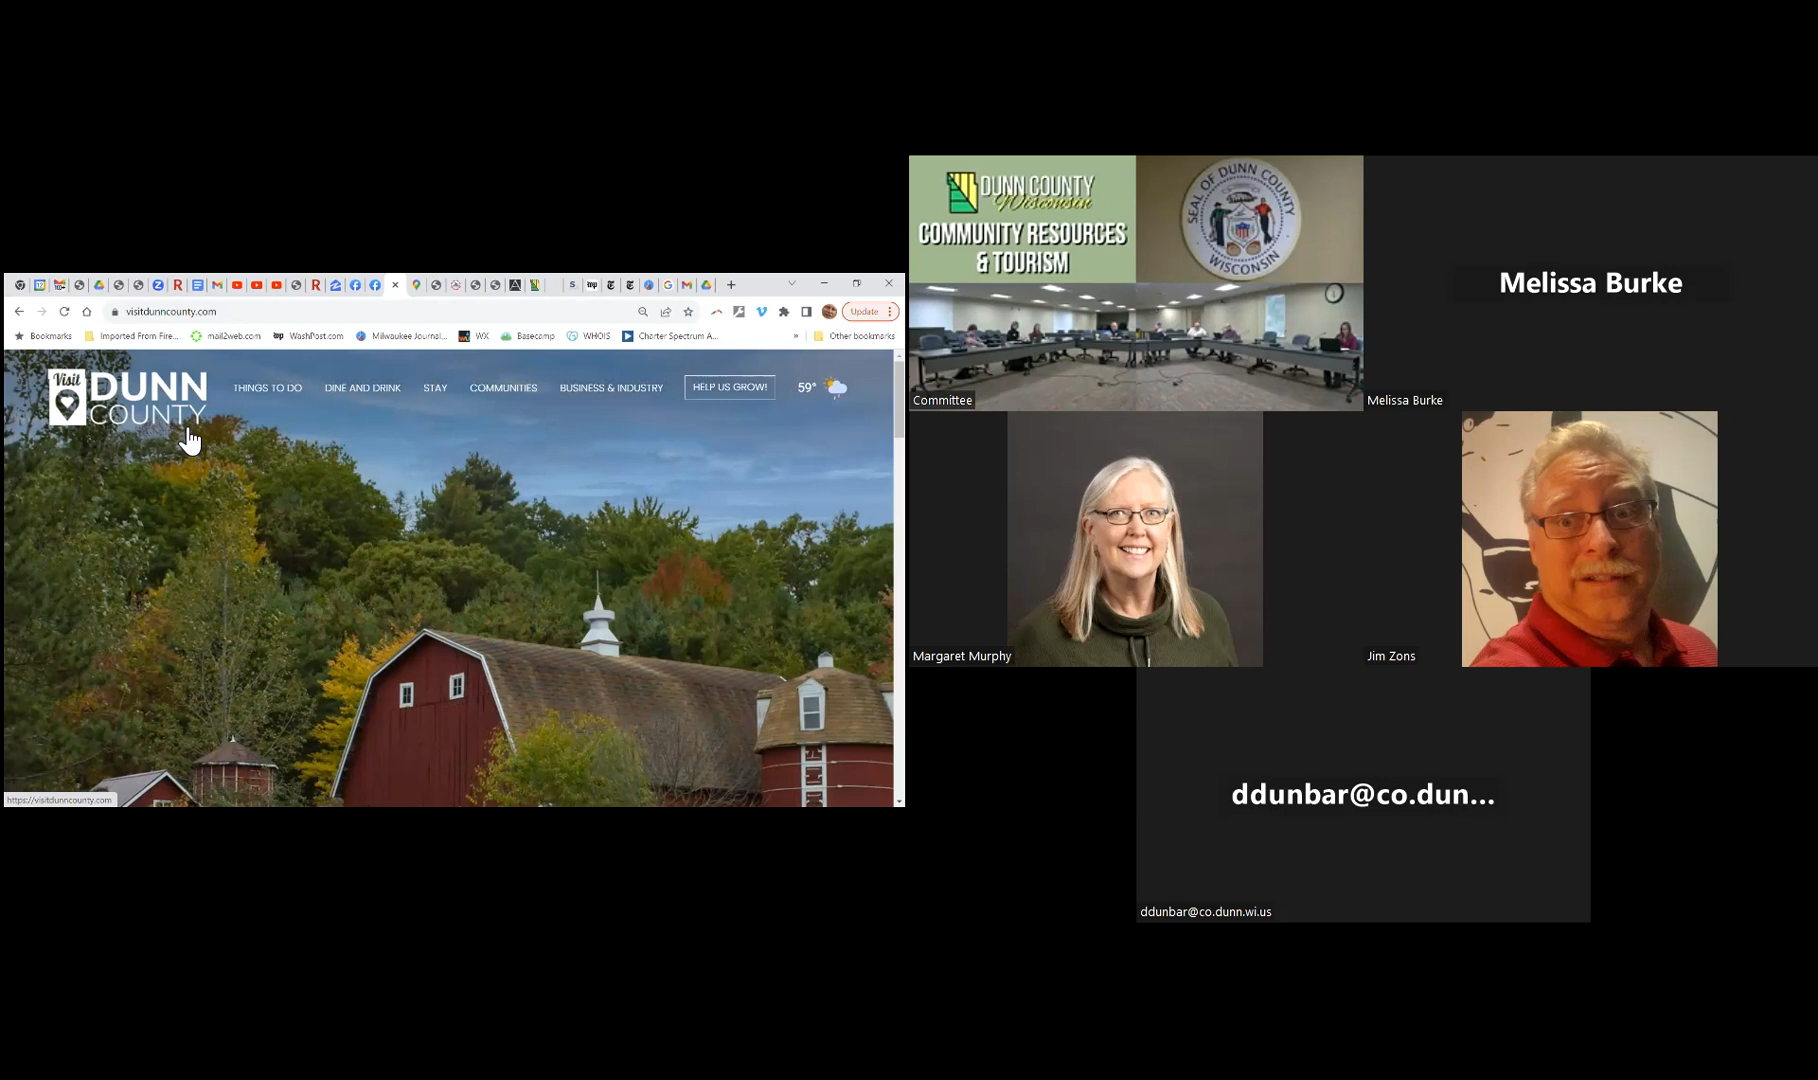 visitdunncounty.com
Update
Bookmarks
Imported From Fire...
mail2web.com
WashPost.com
Milwaukee Journal...
WX
Basecamp
WHOIS
Charter Spectrum A...
»
Other bookmarks
Visit
DUNN
COUNTY
THINGS TO DO
DINE AND DRINK
STAY
COMMUNITIES
BUSINESS & INDUSTRY
HELP US GROW!
59°
https://visitdunncounty.com
DUNN COUNTY
Wisconsin
COMMUNITY RESOURCES
& TOURISM
SEAL OF DUNN COUNTY
WISCONSIN
Committee
Melissa Burke
Melissa Burke
Margaret Murphy
Jim Zons
ddunbar@co.dun...
ddunbar@co.dunn.wi.us